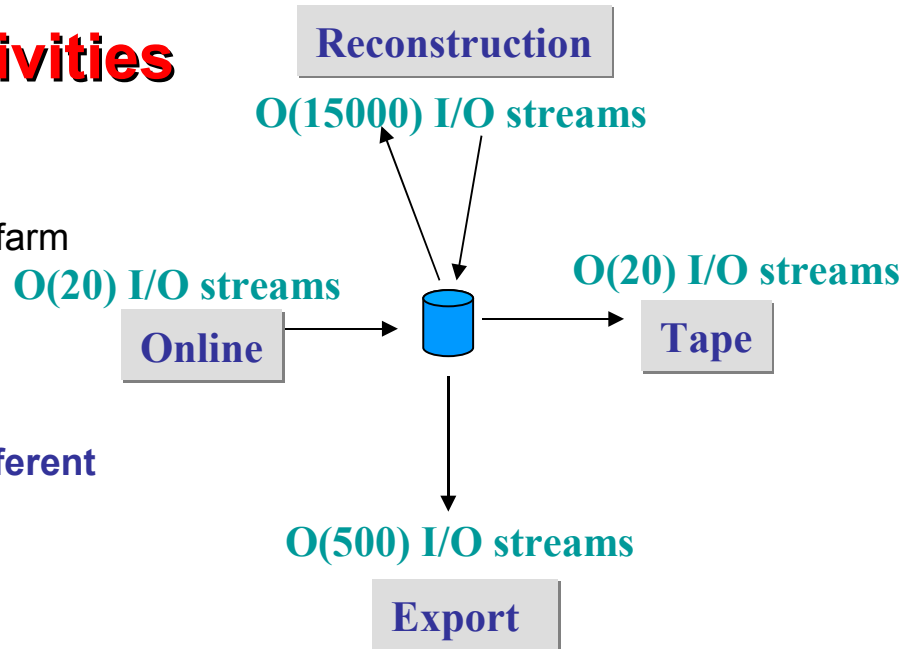 ivities
Reconstruction
O(15000) I/O streams
farm
O(20) I/O streams
O(20) I/O streams
Online
Tape
ferent
O(500) I/O streams
Export